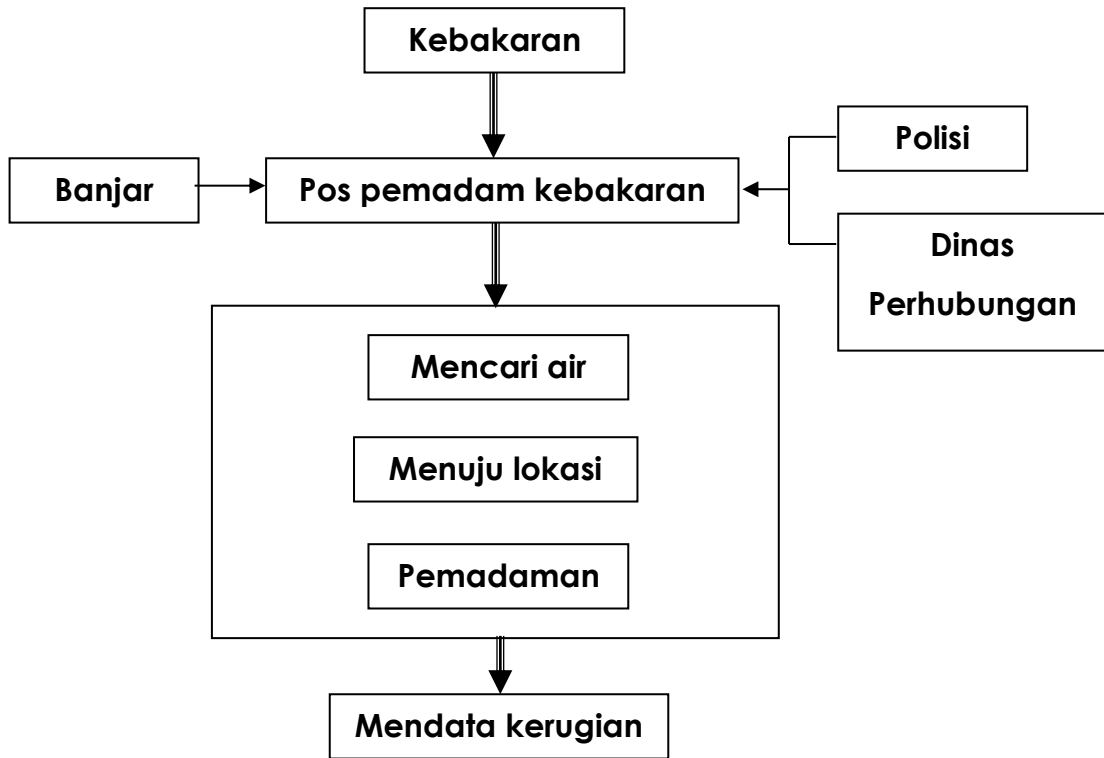 Kebakaran
Polisi
Banjar
Pos pemadam kebakaran
Dinas
Perhubungan
Mencari air
Menuju lokasi
Pemadaman
Mendata kerugian